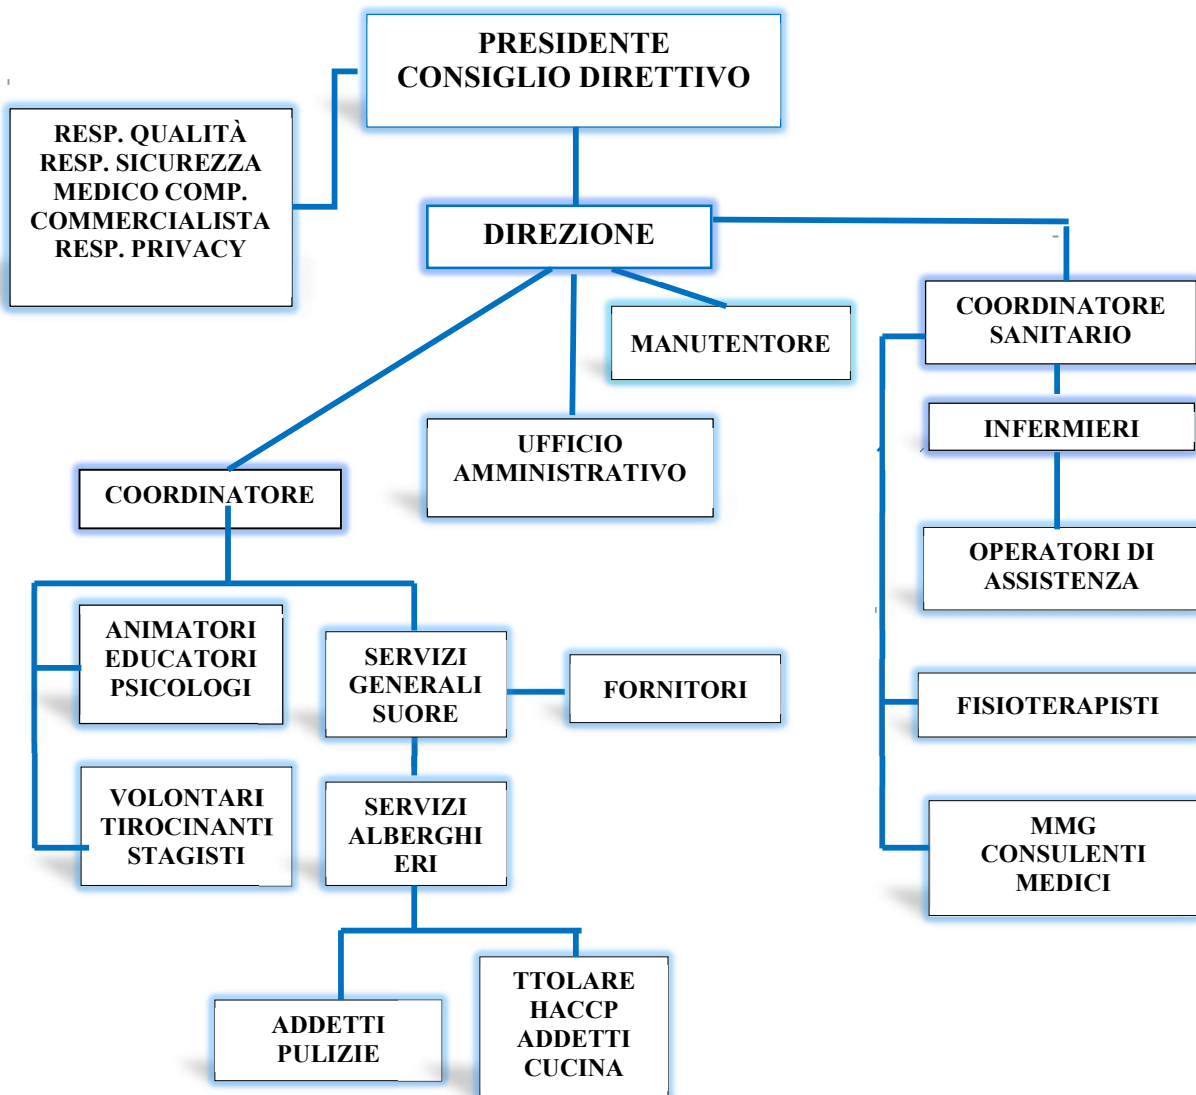 PRESIDENTE
CONSIGLIO DIRETTIVO
RESP. QUALITÀ
RESP. SICUREZZA
MEDICO COMP.
COMMERCIALISTA
RESP. PRIVACY
DIREZIONE
COORDINATORE
SANITARIO
MANUTENTORE
INFERMIERI
UFFICIO
AMMINISTRATIVO
COORDINATORE
OPERATORI DI
ASSISTENZA
ANIMATORI
EDUCATORI
PSICOLOGI
SERVIZI
GENERALI
SUORE
FORNITORI
FISIOTERAPISTI
VOLONTARI
TIROCINANTI
STAGISTI
SERVIZI
ALBERGHI
ERI
MMG
CONSULENTI
MEDICI
ADDETTI
PULIZIE
TTOLARE
HACCP
ADDETTI
CUCINA